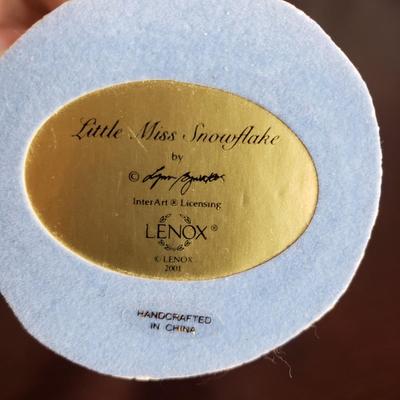 Little Miss Snowflake
by
©
InterArt ® Licensing
LENOX ®
© LENOX
2001
HANDCRAFTED
IN CHINA